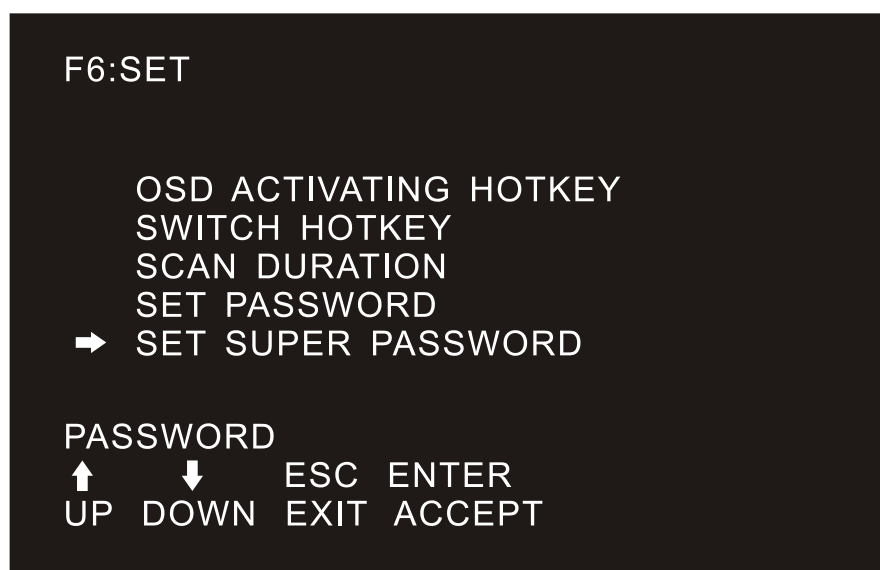 F6:SET
OSD ACTIVATING HOTKEY
SWITCH HOTKEY
SCAN DURATION
SET PASSWORD
SET SUPER PASSWORD
PASSWORD
ESC ENTER
UP DOWN EXIT ACCEPT